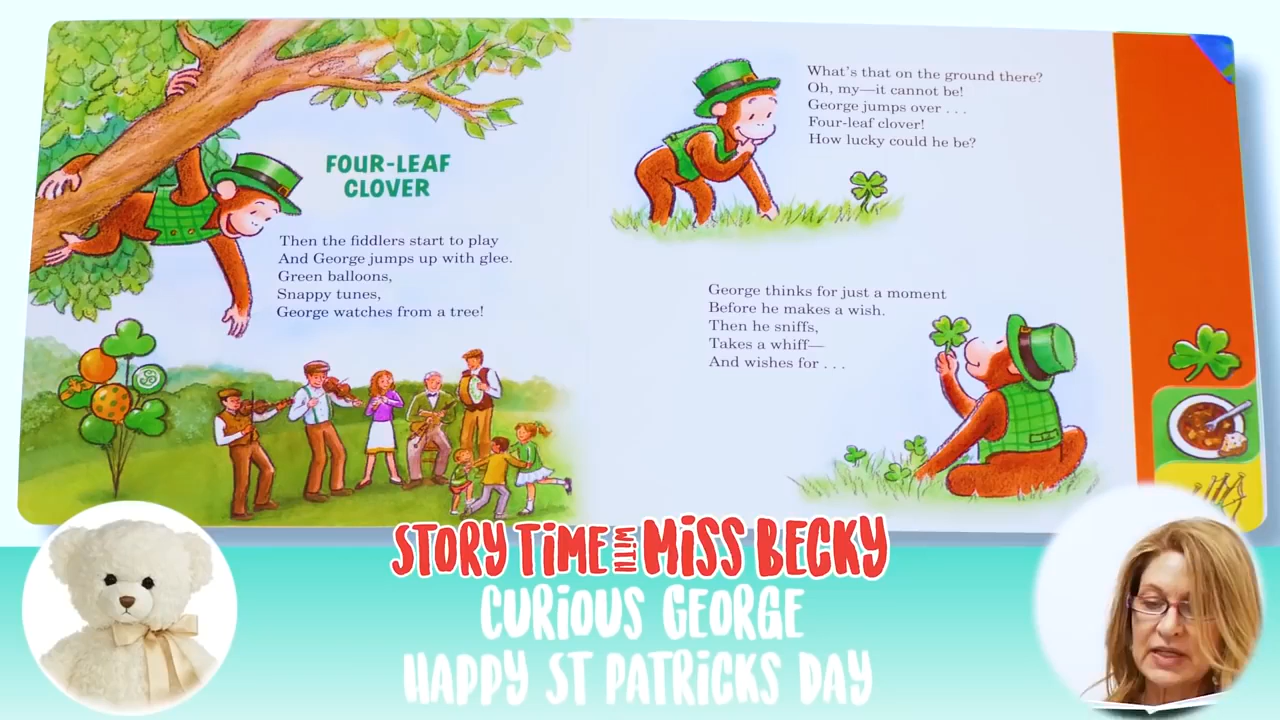 FOUR-LEAF
CLOVER
Then the fiddlers start to play
And George jumps up with glee.
Green balloons,
Snappy tunes,
George watches from a tree!
What's that on the ground there?
Oh, my—it cannot be!
George jumps over . . .
Four-leaf clover!
How lucky could he be?
George thinks for just a moment
Before he makes a wish.
Then he sniffs,
Takes a whiff—
And wishes for . . .
STORY TIME WITH MISS BECKY
CURIOUS GEORGE
HAPPY ST PATRICKS DAY